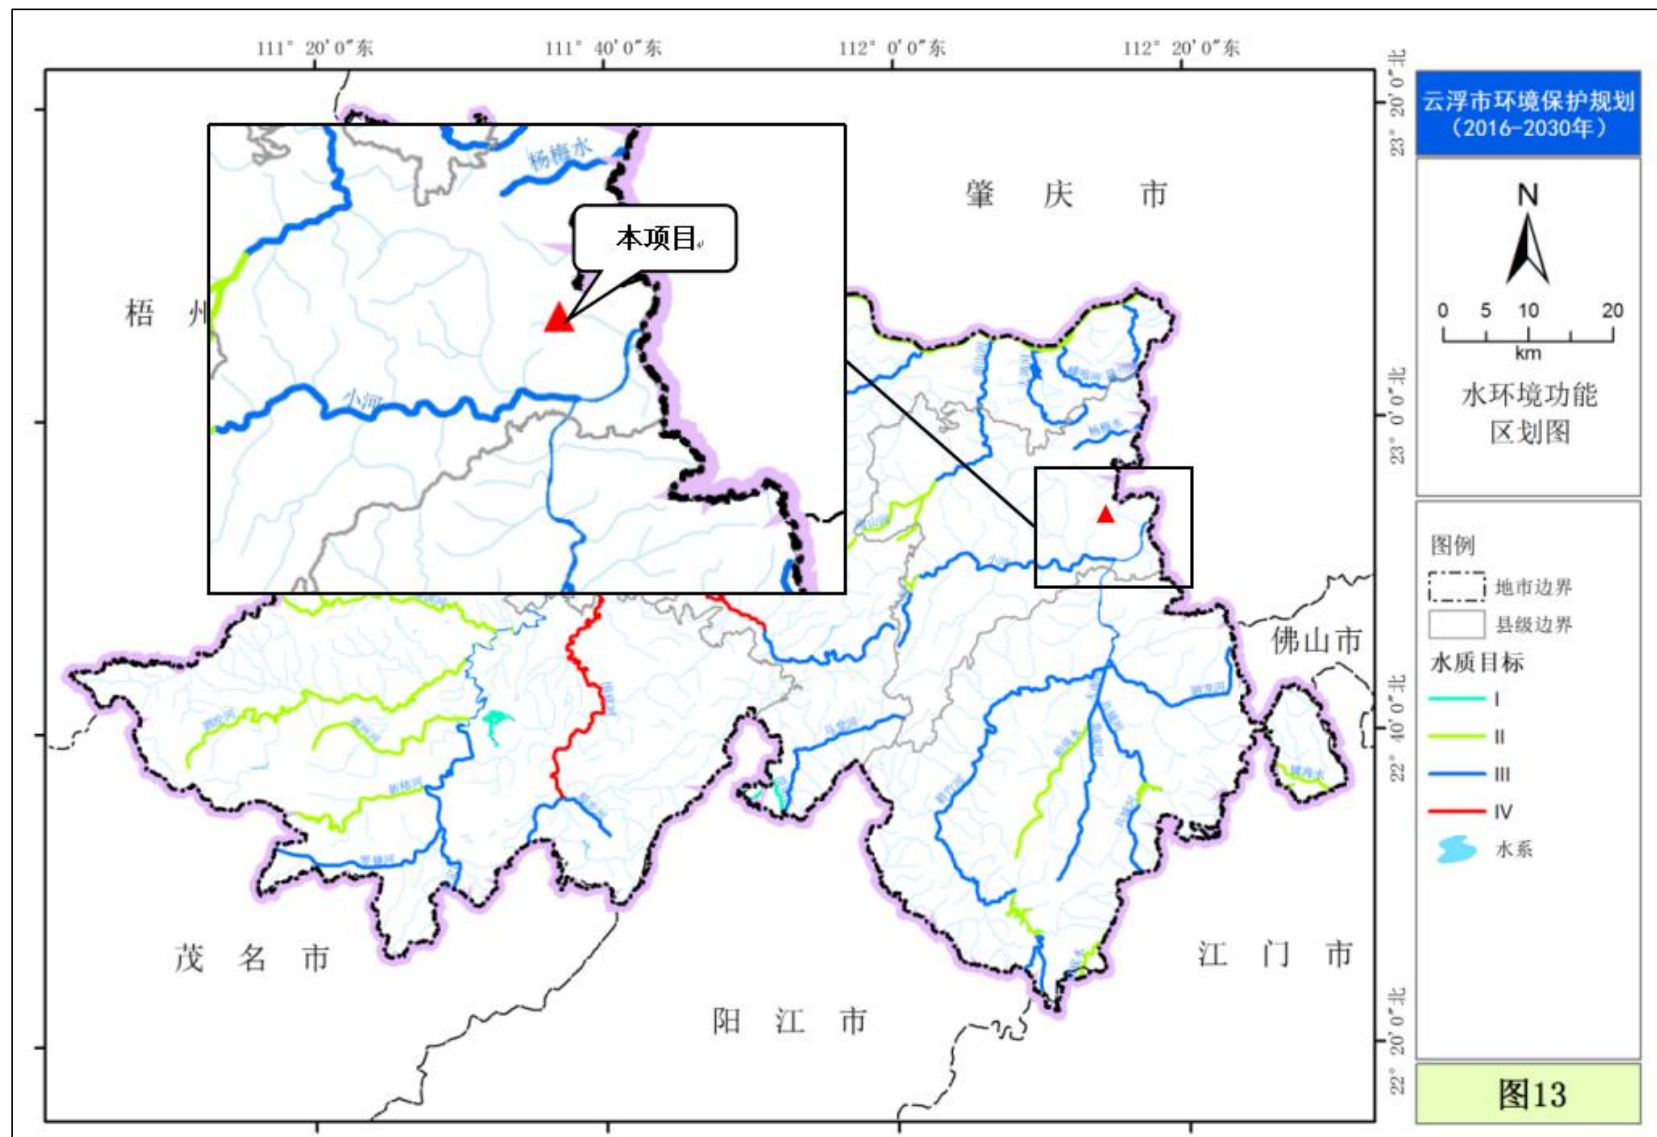 111° 20′0″东
111° 40′0″东
112° 0′0″东
112° 20′0″东
23° 20′0″北
23° 0′0″北
22° 40′0″北
22° 20′0″北
云浮市环境保护规划
（2016-2030年）
N
0 5 10 20
km
水环境功能
区划图
图例
地市边界
县级边界
水质目标
I
II
III
IV
水系
图13
肇庆市
梧州
杨梅水
本项目
小河
杨梅水
小河
佛山市
茂名市
阳江市
江门市